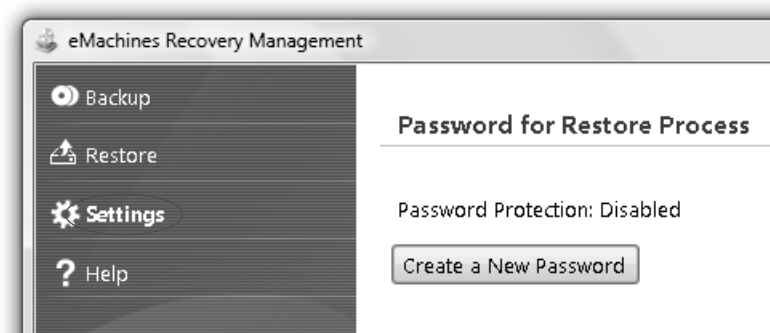 eMachines Recovery Management
Backup
Restore
Settings
Help
Password for Restore Process
Password Protection: Disabled
Create a New Password